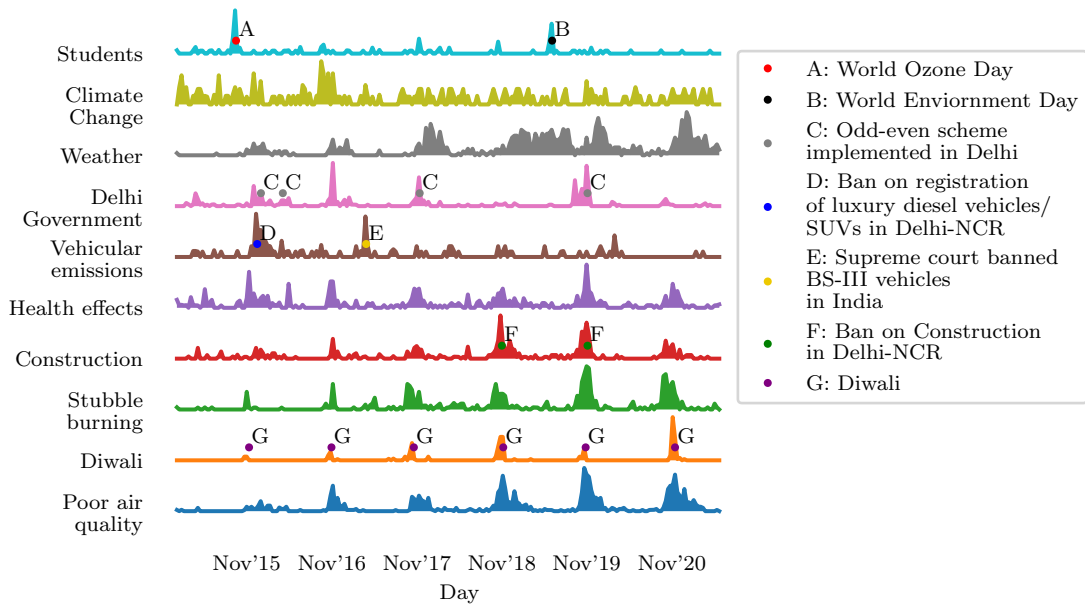 A
B
Students
Climate
Change
Weather
C C C C
Delhi
Government
D E
Vehicular
emissions
Health effects
F F
Construction
Stubble
burning
G G G G G G
Diwali
Poor air
quality
Nov'15 Nov'16 Nov'17 Nov'18 Nov'19 Nov'20
Day
A: World Ozone Day
B: World Enviornment Day
C: Odd-even scheme
implemented in Delhi
D: Ban on registration
of luxury diesel vehicles/
SUVs in Delhi-NCR
E: Supreme court banned
BS-III vehicles
in India
F: Ban on Construction
in Delhi-NCR
G: Diwali